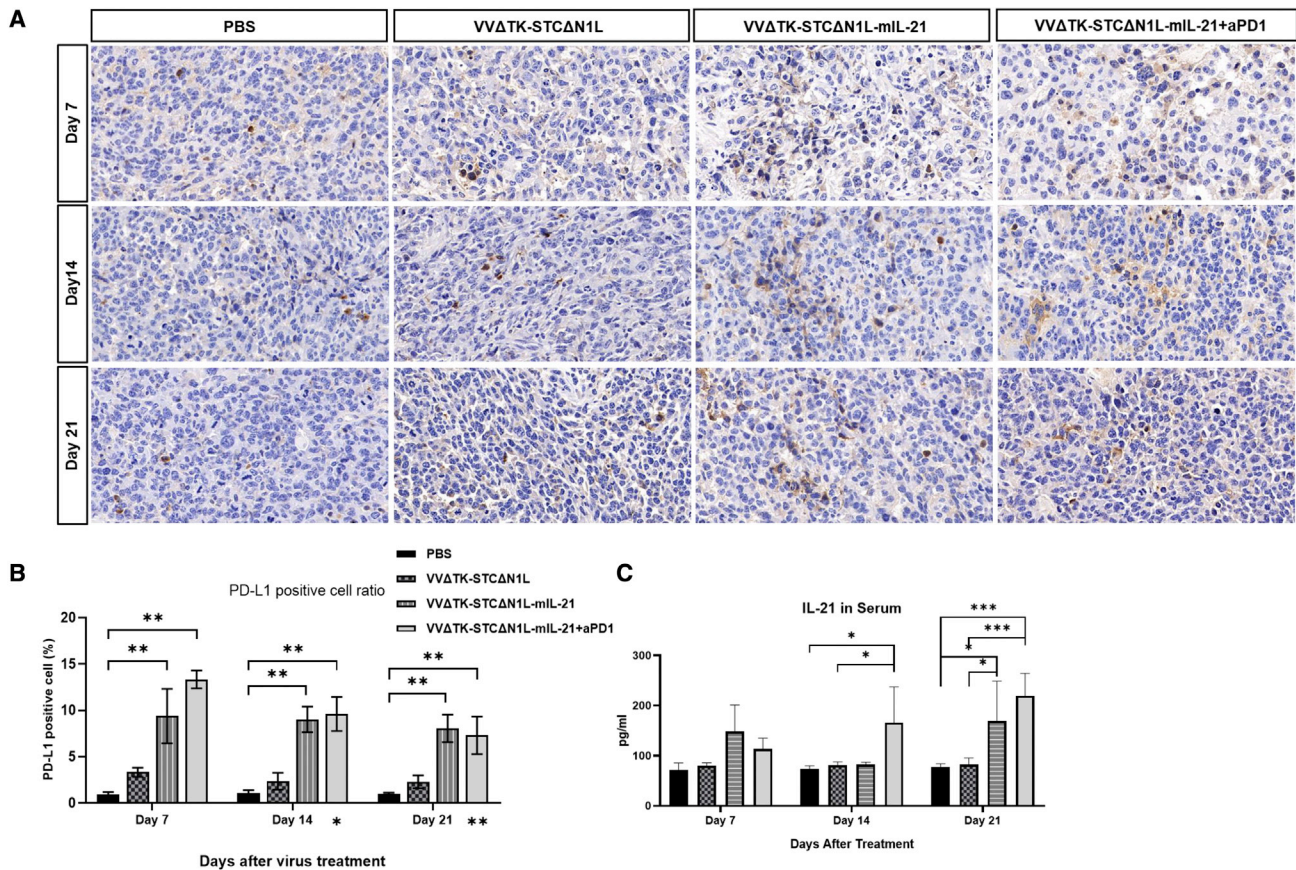 A
PBS
VVΔTK-STCΔN1L
VVΔTK-STCΔN1L-mIL-21
VVΔTK-STCΔN1L-mIL-21+aPD1
Day 7
Day14
Day 21
B
PBS
VVΔTK-STCΔN1L
VVΔTK-STCΔN1L-mIL-21
VVΔTK-STCΔN1L-mIL-21+aPD1
PD-L1 positive cell ratio
PD-L1 positive cell (%)
20
15
10
5
0
**
**
**
**
**
**
Day 7
Day 14
*
Day 21
**
Days after virus treatment
C
IL-21 in Serum
pg/ml
300
200
100
0
*
*
***
***
*
*
Day 7
Day 14
Day 21
Days After Treatment